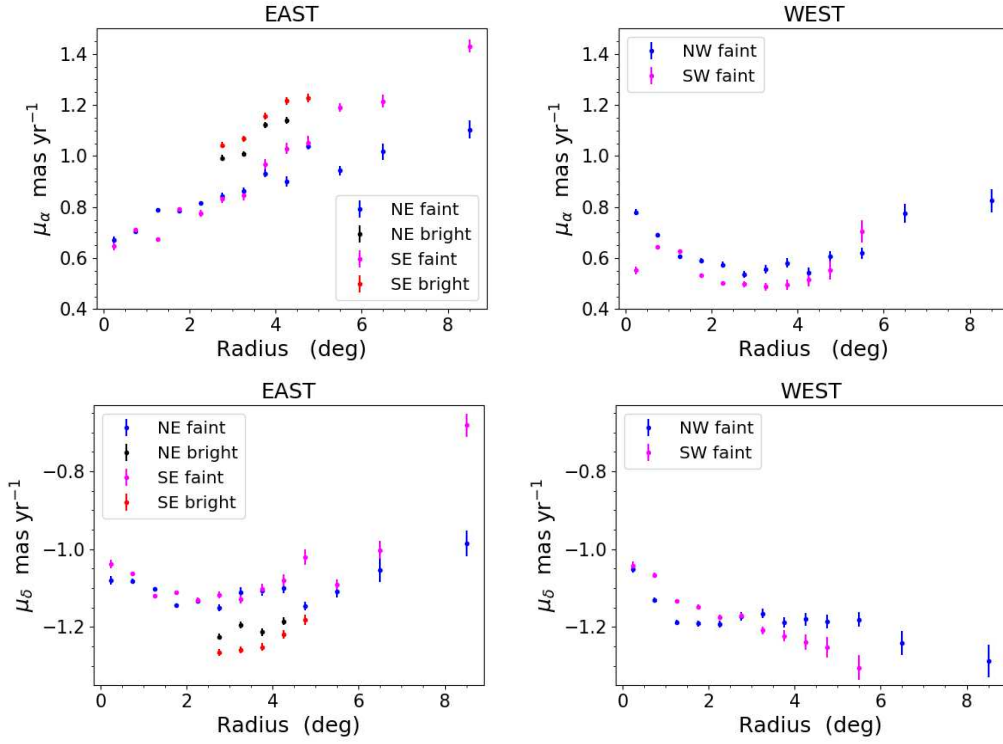 EAST
WEST
μα mas yr⁻¹
1.4
1.2
1.0
0.8
0.6
0.4
NE faint
NE bright
SE faint
SE bright
0 2 4 6 8
Radius (deg)
μα mas yr⁻¹
1.4
1.2
1.0
0.8
0.6
0.4
NW faint
SW faint
0 2 4 6 8
Radius (deg)
EAST
WEST
μδ mas yr⁻¹
−0.8
−1.0
−1.2
NE faint
NE bright
SE faint
SE bright
0 2 4 6 8
Radius (deg)
μδ mas yr⁻¹
−0.8
−1.0
−1.2
NW faint
SW faint
0 2 4 6 8
Radius (deg)